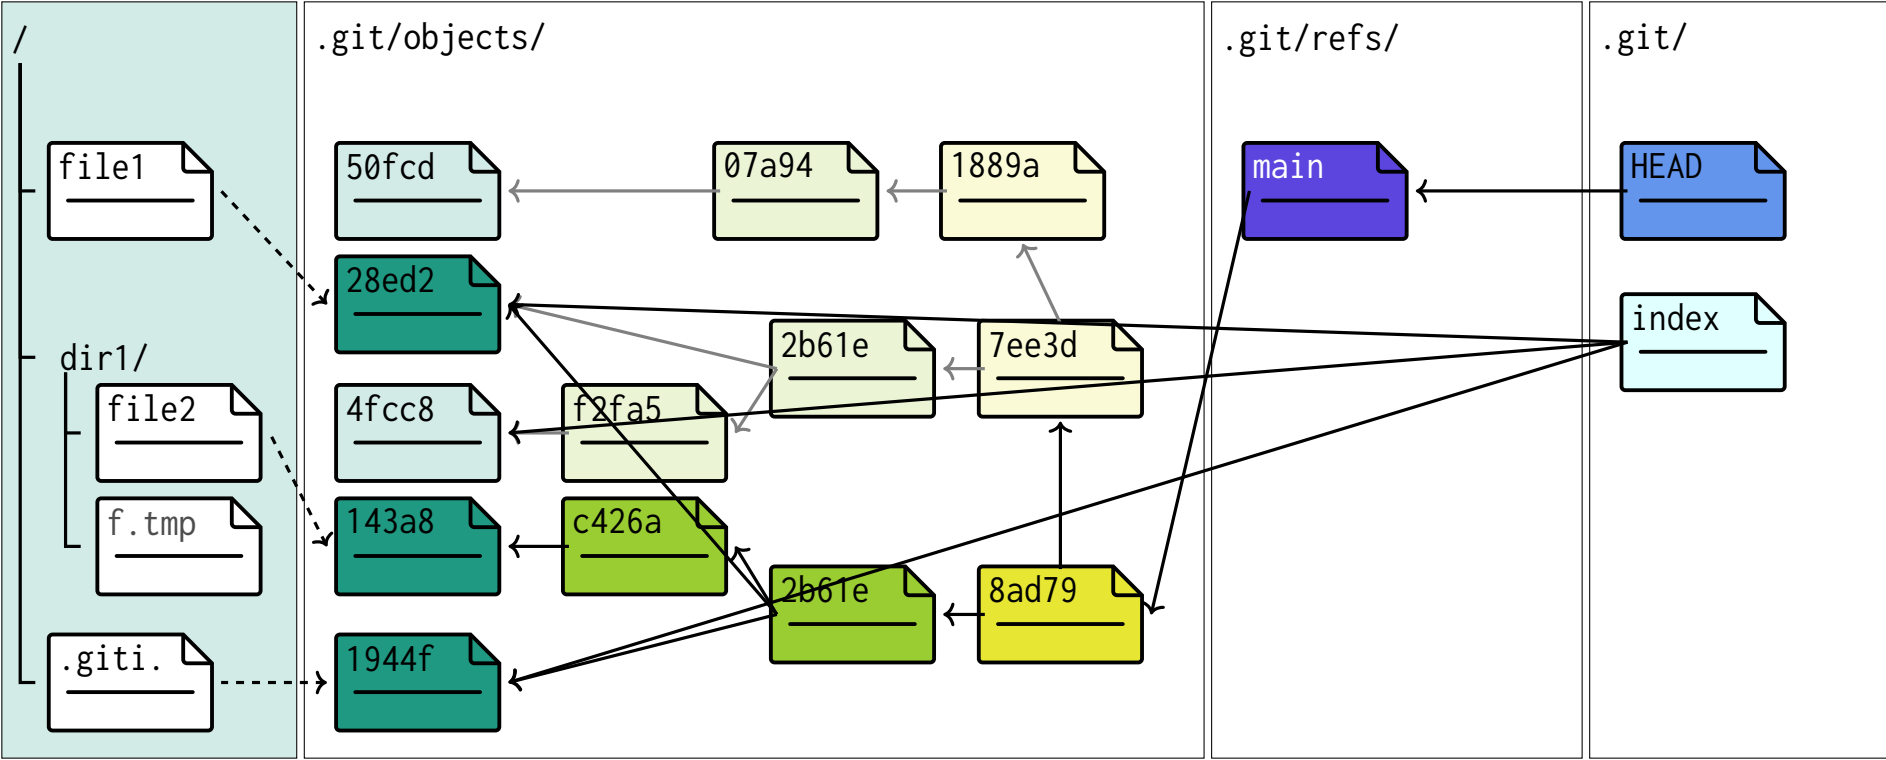 /
file1
dir1/
file2
f.tmp
.giti.
.git/objects/
50fcd
07a94
1889a
28ed2
2b61e
7ee3d
4fcc8
f2fa5
143a8
c426a
2b61e
8ad79
1944f
.git/refs/
main
.git/
HEAD
index